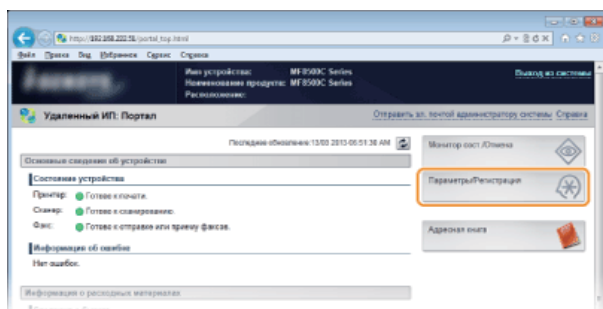 Файл Правка Вид Избранное Сервис Справка
Имя устройства: MF8500C Series
Наименование продукта: MF8500C Series
Расположение:
Выход из системы
Удаленный ИП: Портал
Отправить эл. почтой администратору системы Справка
Последнее обновление: 13/03 2013 06:51:36 AM
Монитор сост./Отмена
Основные сведения об устройстве
Состояние устройства
Параметры/Регистрация
Принтер: Готово к печати.
Сканер: Готово к сканированию.
Факс: Готово к отправке или приему факсов.
Адресная книга
Информация об ошибке
Нет ошибок.
Информация о расходных материалах